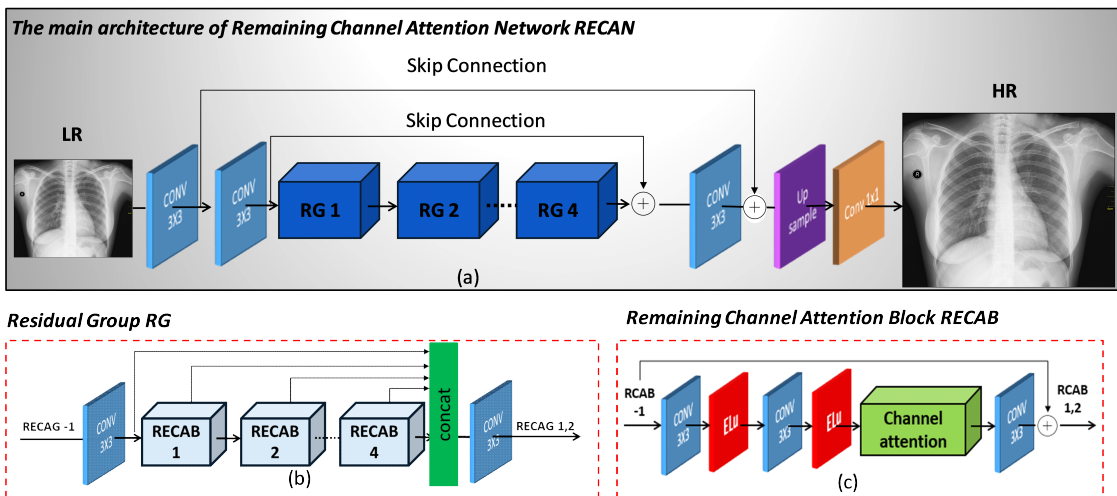 The main architecture of Remaining Channel Attention Network RECAN
Skip Connection
HR
LR
Skip Connection
CONV 3X3
CONV 3X3
RG 1
RG 2
RG 4
+
CONV 3X3
+
Up sample
Conv 1x1
R
(a)
Residual Group RG
RECAG -1
CONV 3X3
RECAB 1
RECAB 2
RECAB 4
concat
CONV 3X3
RECAG 1,2
(b)
Remaining Channel Attention Block RECAB
RCAB -1
CONV 3X3
ELu
CONV 3X3
ELu
Channel attention
CONV 3X3
+
RCAB 1,2
(c)